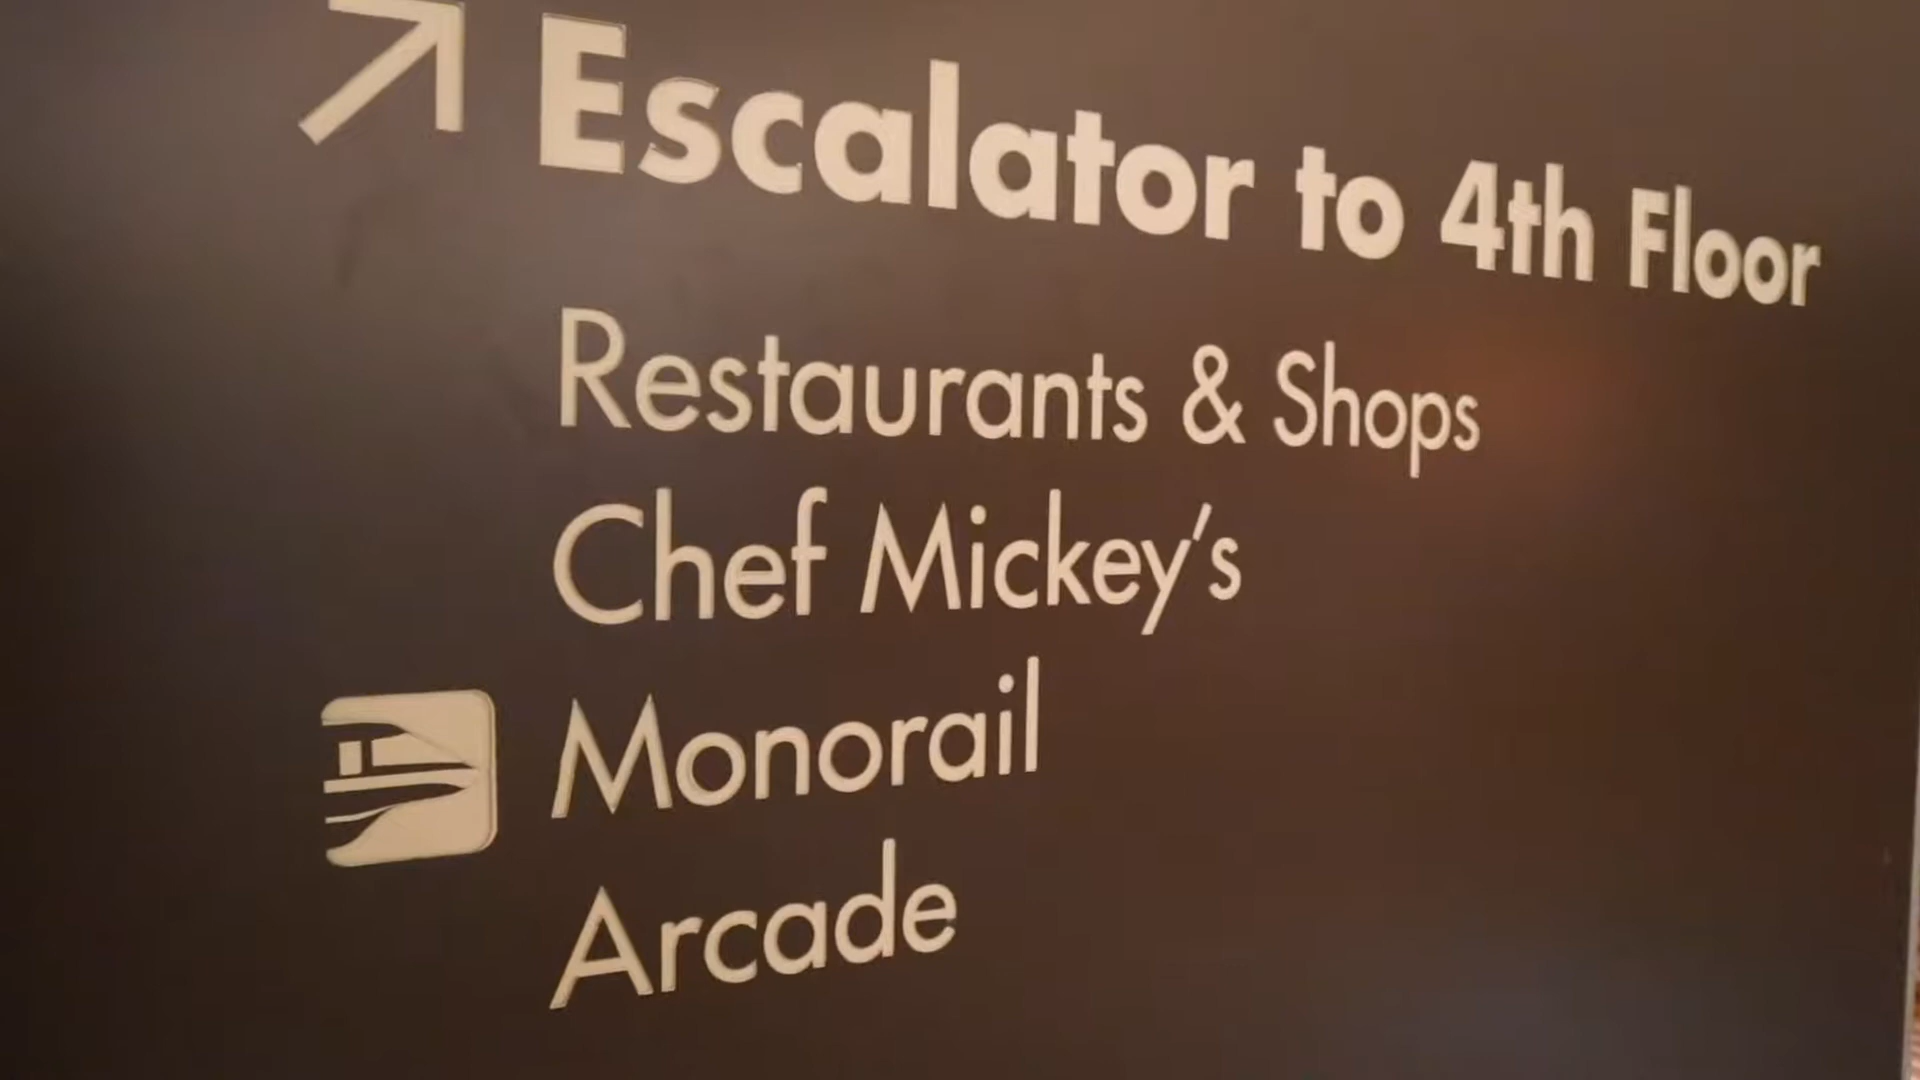 Escalator to 4th Floor
Restaurants & Shops
Chef Mickey's
Monorail
Arcade